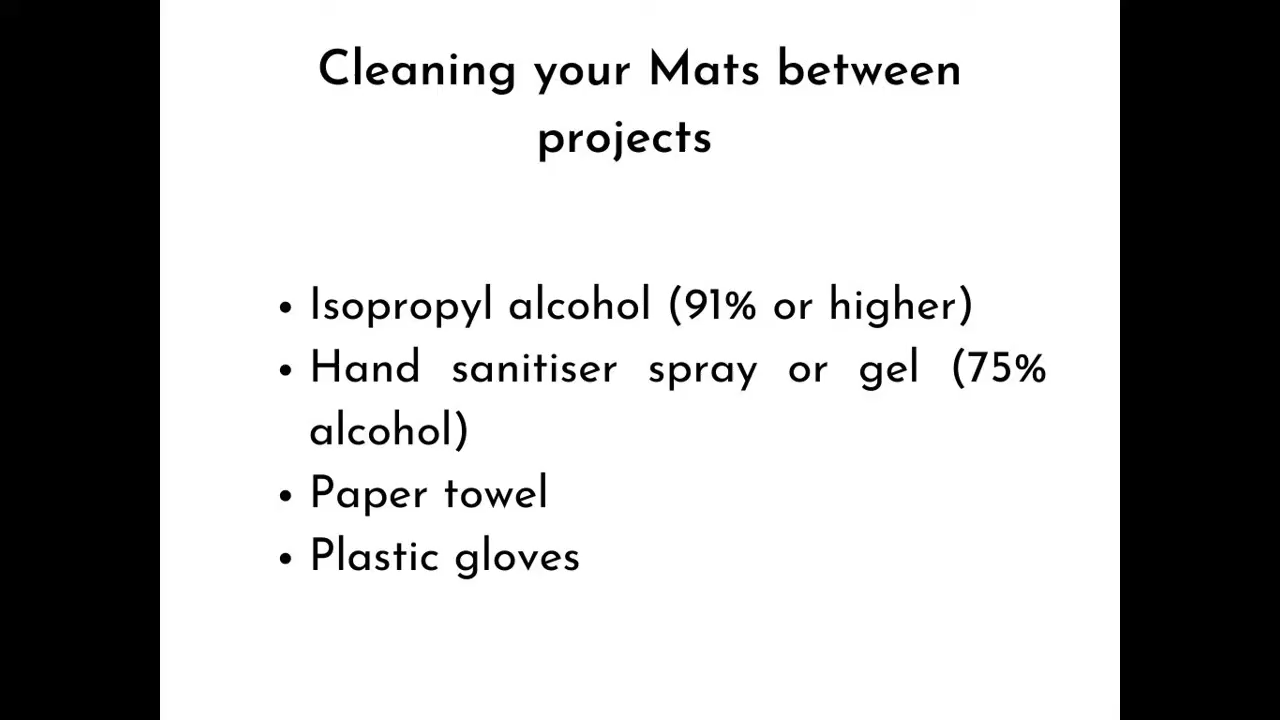 Cleaning your Mats between
projects
• Isopropyl alcohol (91% or higher)
• Hand sanitiser spray or gel (75%
alcohol)
• Paper towel
• Plastic gloves